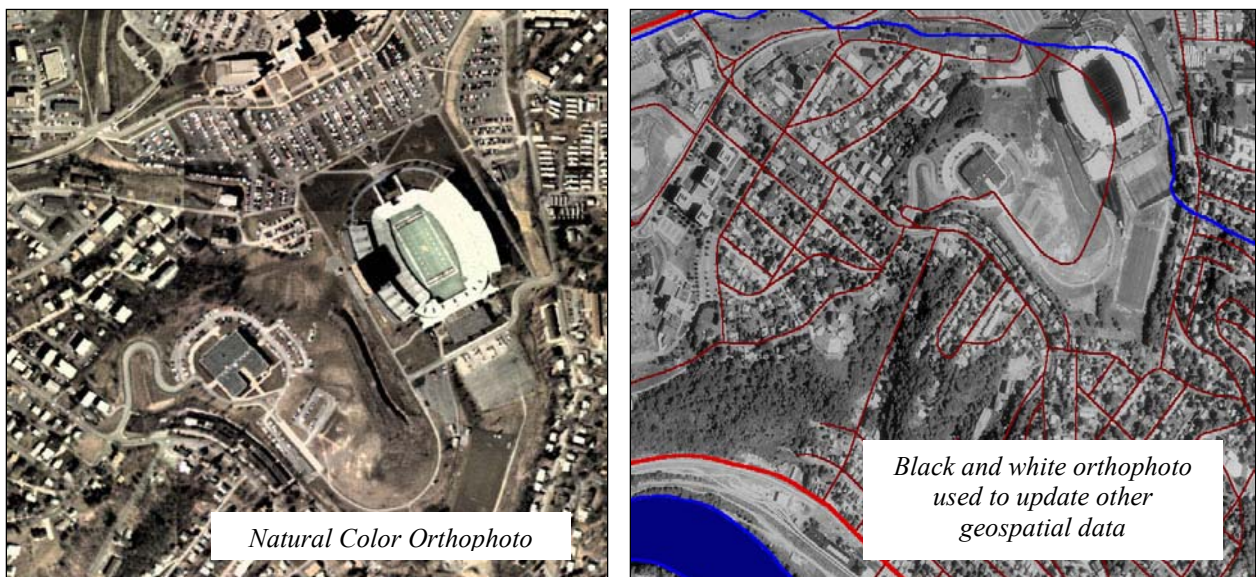 Natural Color Orthophoto
Black and white orthophoto
used to update other
geospatial data